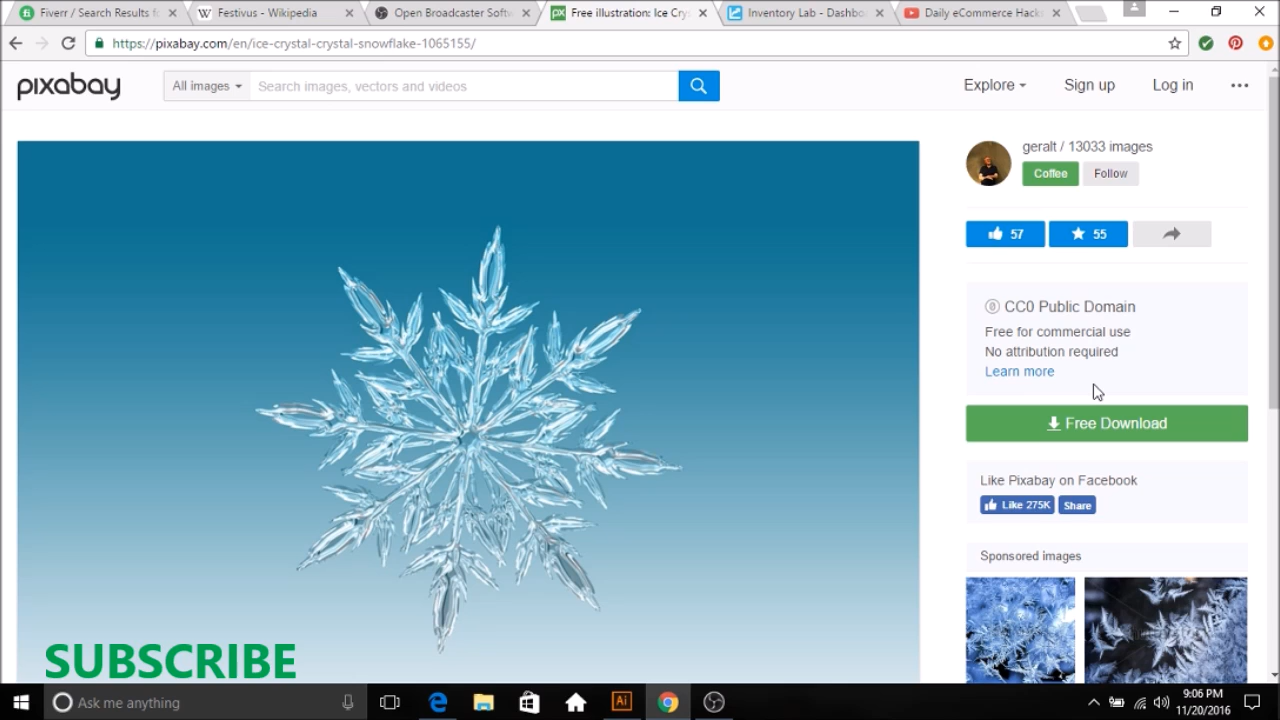 Fiverr / Search Results fo
Festivus - Wikipedia
Open Broadcaster Softw
Free illustration: Ice Crys
Inventory Lab - Dashbo
Daily eCommerce Hack
https://pixabay.com/en/ice-crystal-crystal-snowflake-1065155/
pixabay
All images
Search images, vectors and videos
Explore
Sign up
Log in
geralt / 13033 images
Coffee
Follow
57
55
CC0 Public Domain
Free for commercial use
No attribution required
Learn more
Free Download
Like Pixabay on Facebook
Like 275K
Share
Sponsored images
SUBSCRIBE
Ask me anything
Ai
9:06 PM
11/20/2016